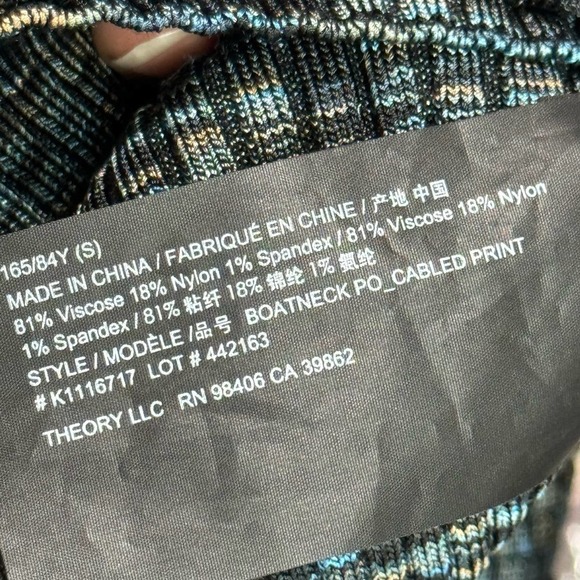 165/84Y (S)
MADE IN CHINA / FABRIQUÉ EN CHINE / 产地 中国
81% Viscose 18% Nylon 1% Spandex / 81% Viscose 18% Nylon
1% Spandex / 81% 粘纤 18% 锦纶 1% 氨纶
STYLE / MODÈLE /品号 BOATNECK PO_CABLED PRINT
# K1116717 LOT # 442163
THEORY LLC RN 98406 CA 39862